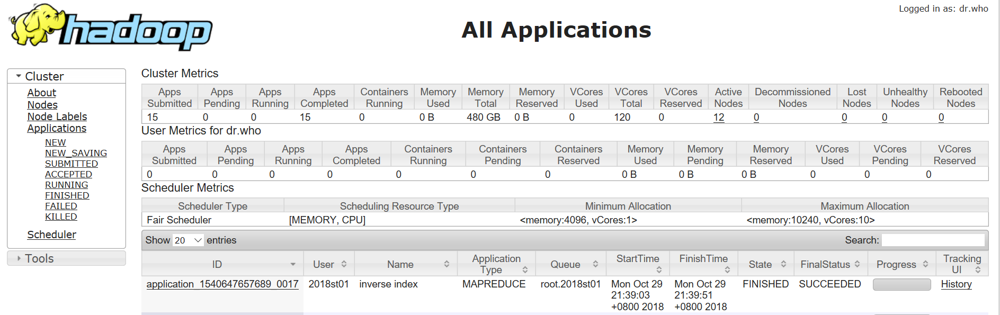 Logged in as: dr.who
hadoop
All Applications
Cluster
About
Nodes
Node Labels
Applications
NEW
NEW_SAVING
SUBMITTED
ACCEPTED
RUNNING
FINISHED
FAILED
KILLED
Scheduler
Tools
Cluster Metrics
Apps Submitted Apps Pending Apps Running Apps Completed Containers Running Memory Used Memory Total Memory Reserved VCores Used VCores Total VCores Reserved Active Nodes Decommissioned Nodes Lost Nodes Unhealthy Nodes Rebooted Nodes
15 0 0 15 0 0 B 480 GB 0 B 0 120 0 12 0 0 0 0
User Metrics for dr.who
Apps Submitted Apps Pending Apps Running Apps Completed Containers Running Containers Pending Containers Reserved Memory Used Memory Pending Memory Reserved VCores Used VCores Pending VCores Reserved
0 0 0 0 0 0 0 0 B 0 B 0 B 0 0 0
Scheduler Metrics
Scheduler Type Scheduling Resource Type Minimum Allocation Maximum Allocation
Fair Scheduler [MEMORY, CPU] <memory:4096, vCores:1> <memory:10240, vCores:10>
Show 20 entries Search:
ID User Name Application Type Queue StartTime FinishTime State FinalStatus Progress Tracking UI
application_1540647657689_0017 2018st01 inverse index MAPREDUCE root.2018st01 Mon Oct 29 21:39:03 +0800 2018 Mon Oct 29 21:39:51 +0800 2018 FINISHED SUCCEEDED History